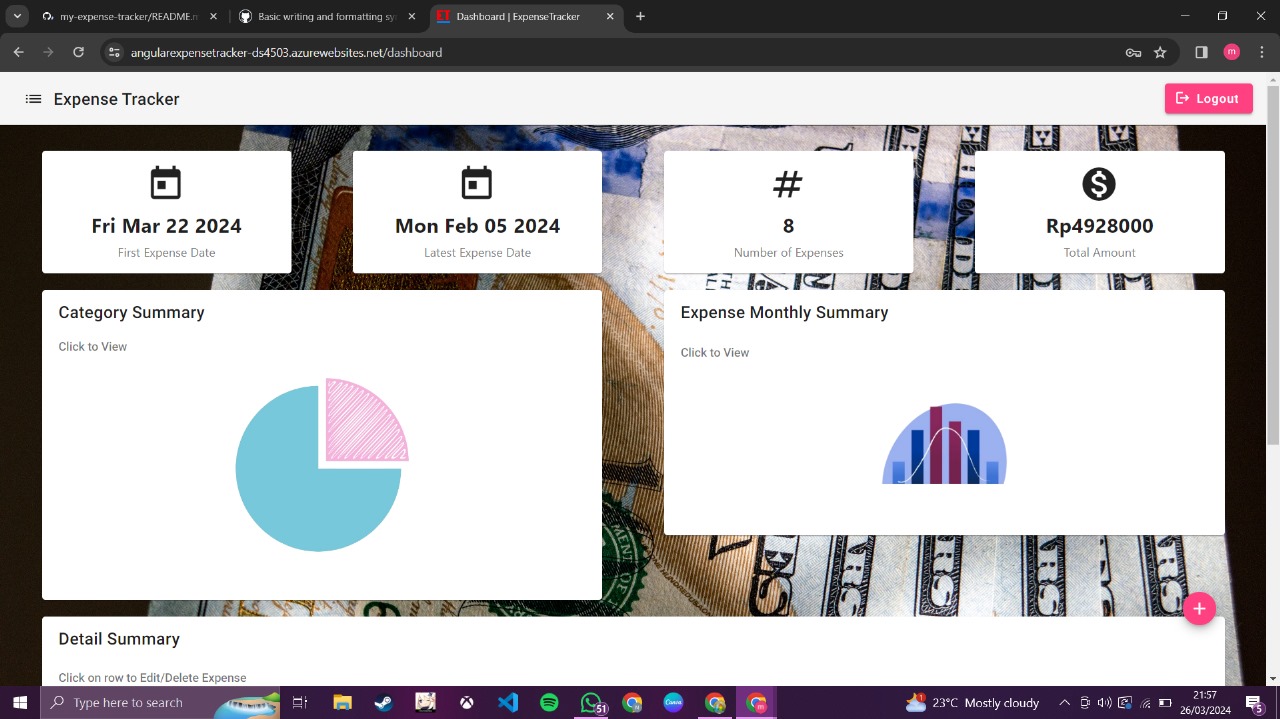 my-expense-tracker/README.m
Basic writing and formatting sy
Dashboard | ExpenseTracker
angularexpensetracker-ds4503.azurewebsites.net/dashboard
m
Expense Tracker
Logout
Fri Mar 22 2024
First Expense Date
Mon Feb 05 2024
Latest Expense Date
#
8
Number of Expenses
$
Rp4928000
Total Amount
Category Summary
Click to View
Expense Monthly Summary
Click to View
Detail Summary
Click on row to Edit/Delete Expense
Type here to search
51
Canva
m
1
23°C Mostly cloudy
21:57
26/03/2024
5